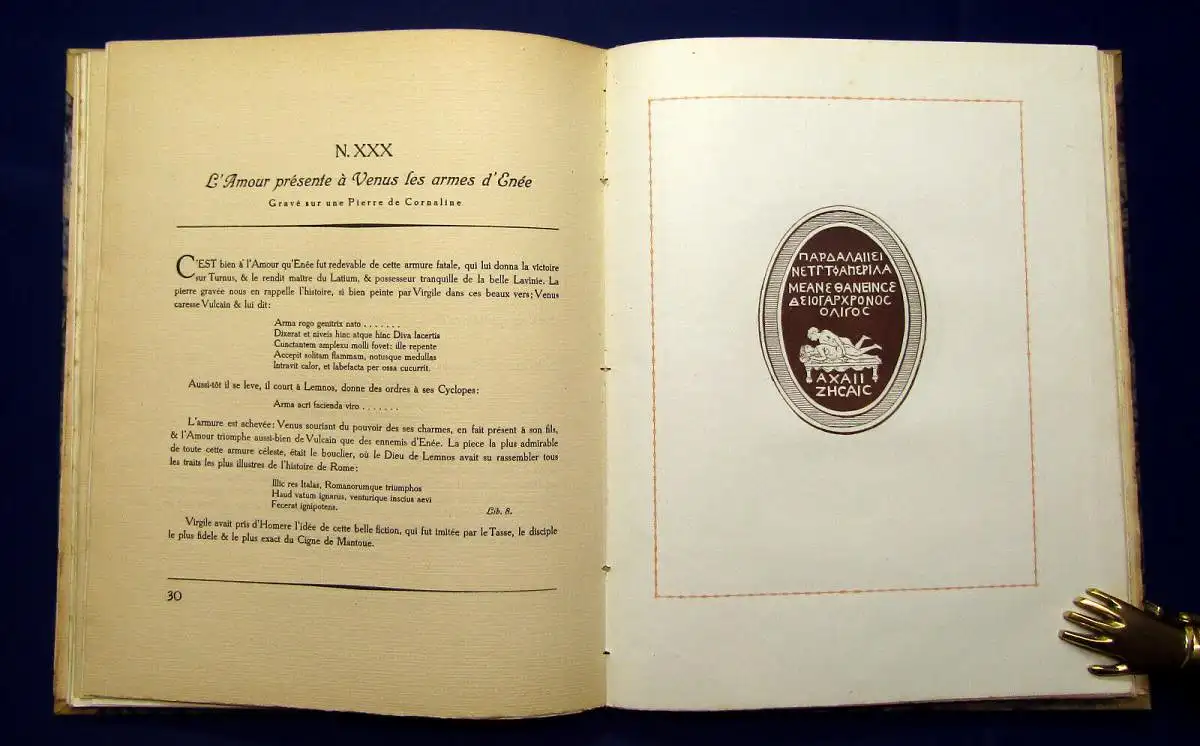 N. XXX
L'Amour présente à Venus les armes d'Enée
Gravé sur une Pierre de Cornaline
C'EST bien à l'Amour qu'Enée fut redevable de cette armure fatale, qui lui donna la victoire
sur Turnus, & le rendit maître du Latium, & possesseur tranquille de la belle Lavinie. La
pierre gravée nous en rappelle l'histoire, si bien peinte par Virgile dans ces beaux vers; Venus
caresse Vulcain & lui dit:
Arma rogo genitrix nato . . . . . . .
Dixerat et niveis hinc atque hinc Diva lacertis
Cunctantem amplexu molli fovet: ille repente
Accepit solitam flammam, notusque medullas
Intravit calor, et labefacta per ossa cucurrit.
Aussi-tôt il se leve, il court à Lemnos, donne des ordres à ses Cyclopes:
Arma acri facienda viro . . . . . . .
L'armure est achevée: Venus souriant du pouvoir des ses charmes, en fait présent à son fils,
& l'Amour triomphe aussi-bien de Vulcain que des ennemis d'Enée. La piece la plus admirable
de toute cette armure céleste, était le bouclier, où le Dieu de Lemnos avait su rassembler tous
les traits les plus illustres de l'histoire de Rome:
Illic res Italas, Romanorumque triumphos
Haud vatum ignarus, venturique inscius aevi
Fecerat ignipotens.
Lib. 8.
Virgile avait pris d'Homere l'idée de cette belle fiction, qui fut imitée par le Tasse, le disciple
le plus fidele & le plus exact du Cigne de Mantoue.
30
ΠΑΡΔΑΛΑΙΙΕΙ
ΝΕΤΓΤΦΑΠΕΡΙΛΑ
ΜΕΑΝΕΘΑΝΕΙΝCΕ
ΔΕΙΟΓΑΡΧΡΟΝΟC
ΟΛΙΓΟC
ΑΧΑΙΙ
ΖΗCΑΙC